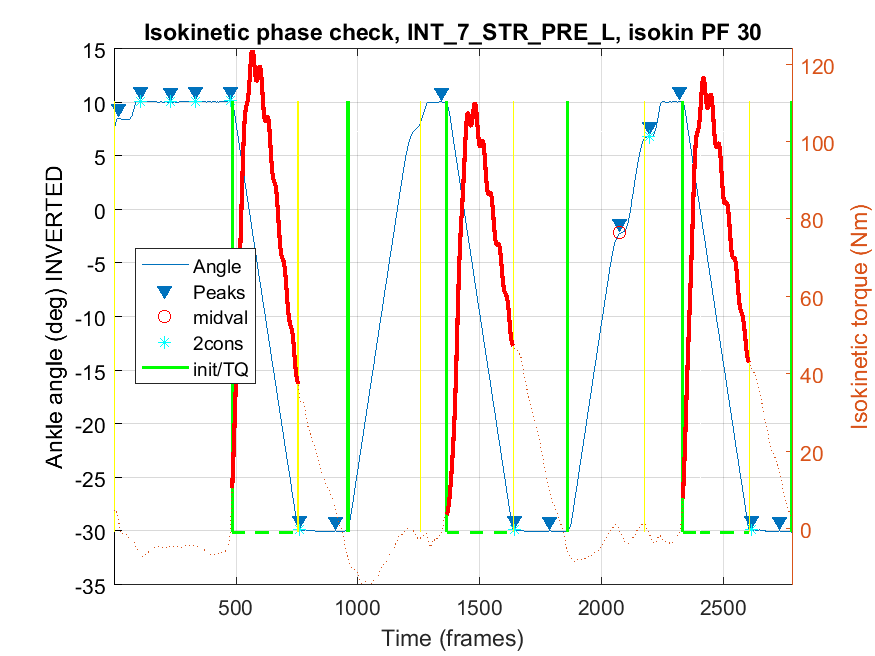 Isokinetic phase check, INT_7_STR_PRE_L, isokin PF 30
15
10
5
0
-5
-10
-15
-20
-25
-30
-35
Ankle angle (deg) INVERTED
Angle
Peaks
midval
2cons
init/TQ
120
100
80
60
40
20
0
Isokinetic torque (Nm)
500
1000
1500
2000
2500
Time (frames)